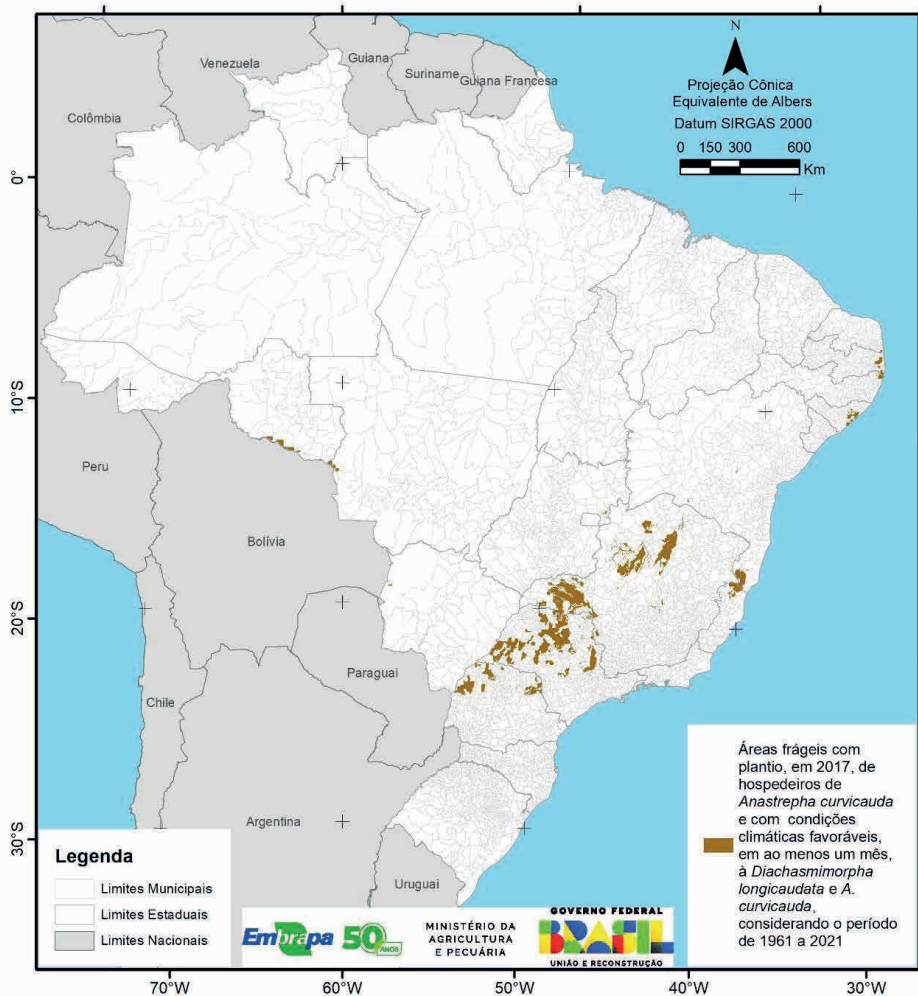 Venezuela
Guiana
Suriname
Guiana Francesa
Colômbia
N
Projeção Cônica
Equivalente de Albers
Datum SIRGAS 2000
0 150 300 600
Km
0°
10°S
20°S
30°S
Peru
Bolívia
Paraguai
Chile
Argentina
Uruguai
Legenda
Limites Municipais
Limites Estaduais
Limites Nacionais
Áreas frágeis com
plantio, em 2017, de
hospedeiros de
Anastrepha curvicauda
e com condições
climáticas favoráveis,
em ao menos um mês,
à Diachasmimorpha
longicaudata e A.
curvicauda,
considerando o período
de 1961 a 2021
Embrapa 50 ANOS
MINISTÉRIO DA
AGRICULTURA
E PECUÁRIA
GOVERNO FEDERAL
BRASIL
UNIÃO E RECONSTRUÇÃO
70°W 60°W 50°W 40°W 30°W